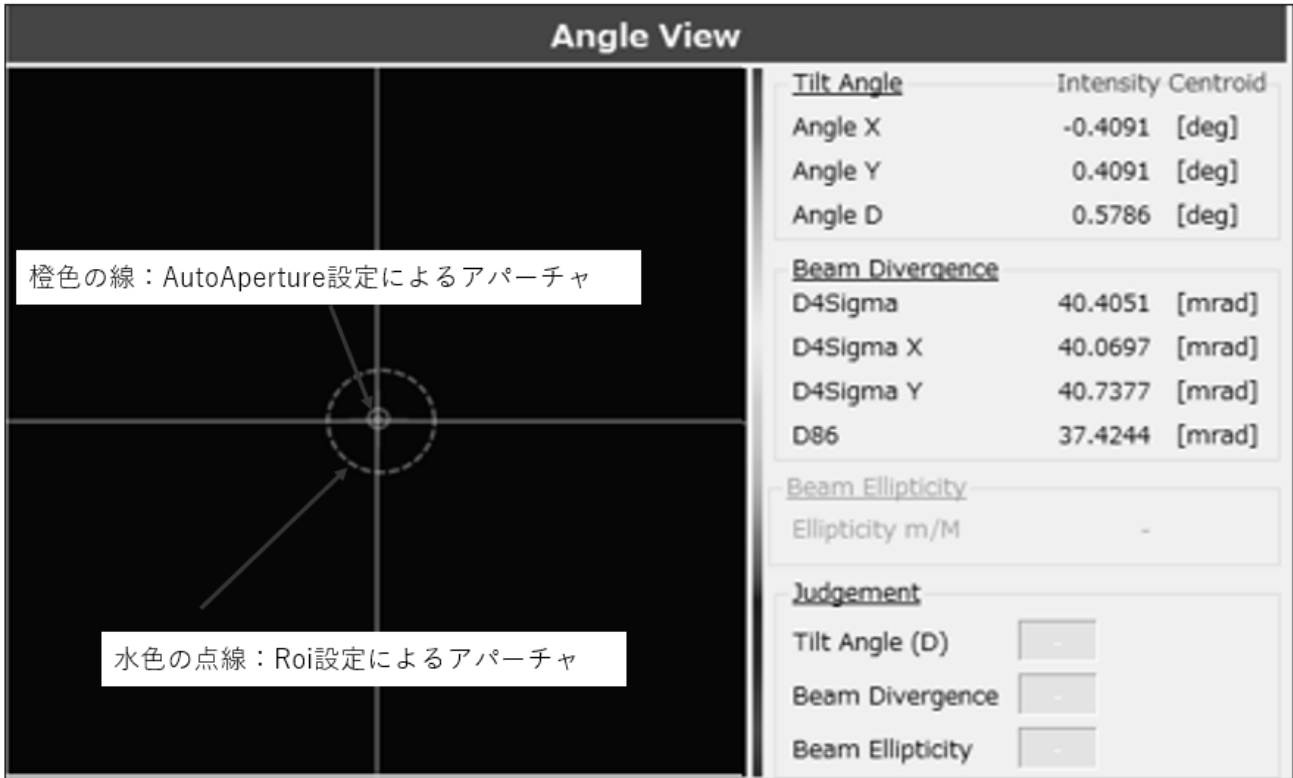 Angle View
橙色の線：AutoAperture設定によるアパーチャ
水色の点線：Roi設定によるアパーチャ
Tilt Angle Intensity Centroid
Angle X -0.4091 [deg]
Angle Y 0.4091 [deg]
Angle D 0.5786 [deg]
Beam Divergence
D4Sigma 40.4051 [mrad]
D4Sigma X 40.0697 [mrad]
D4Sigma Y 40.7377 [mrad]
D86 37.4244 [mrad]
Beam Ellipticity
Ellipticity m/M -
Judgement
Tilt Angle (D) -
Beam Divergence -
Beam Ellipticity -